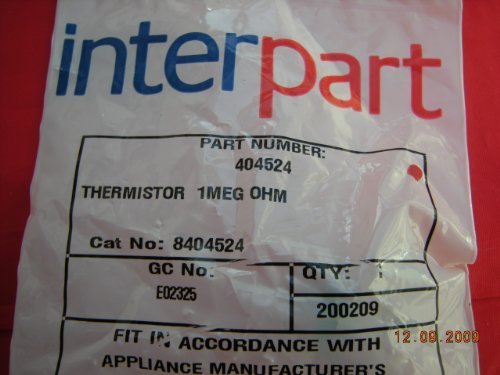 interpart
PART NUMBER:
404524
THERMISTOR 1MEG OHM
Cat No: 8404524
GC No:
E02325
QTY: 1
200209
FIT IN ACCORDANCE WITH
APPLIANCE MANUFACTURER'S
12.09.2009